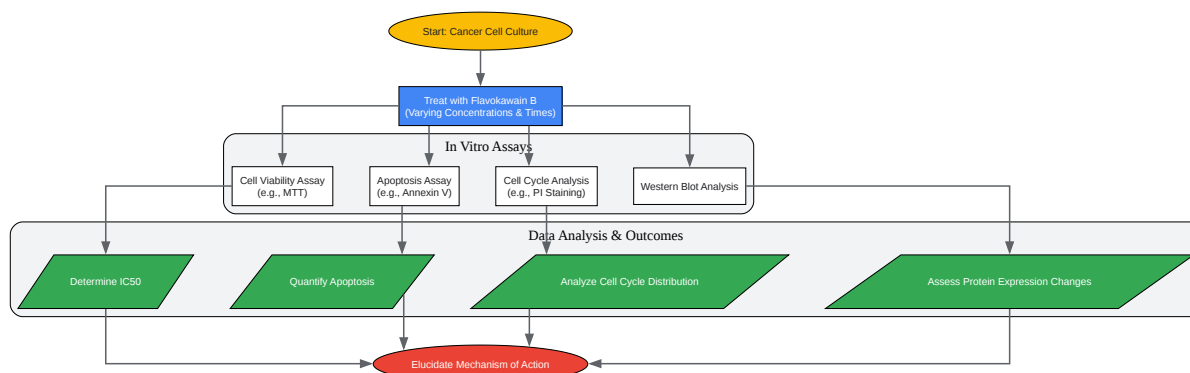 Start: Cancer Cell Culture
Treat with Flavokawain B
(Varying Concentrations & Times)
In Vitro Assays
Cell Viability Assay
(e.g., MTT)
Apoptosis Assay
(e.g., Annexin V)
Cell Cycle Analysis
(e.g., PI Staining)
Western Blot Analysis
Data Analysis & Outcomes
Determine IC50
Quantify Apoptosis
Analyze Cell Cycle Distribution
Assess Protein Expression Changes
Elucidate Mechanism of Action